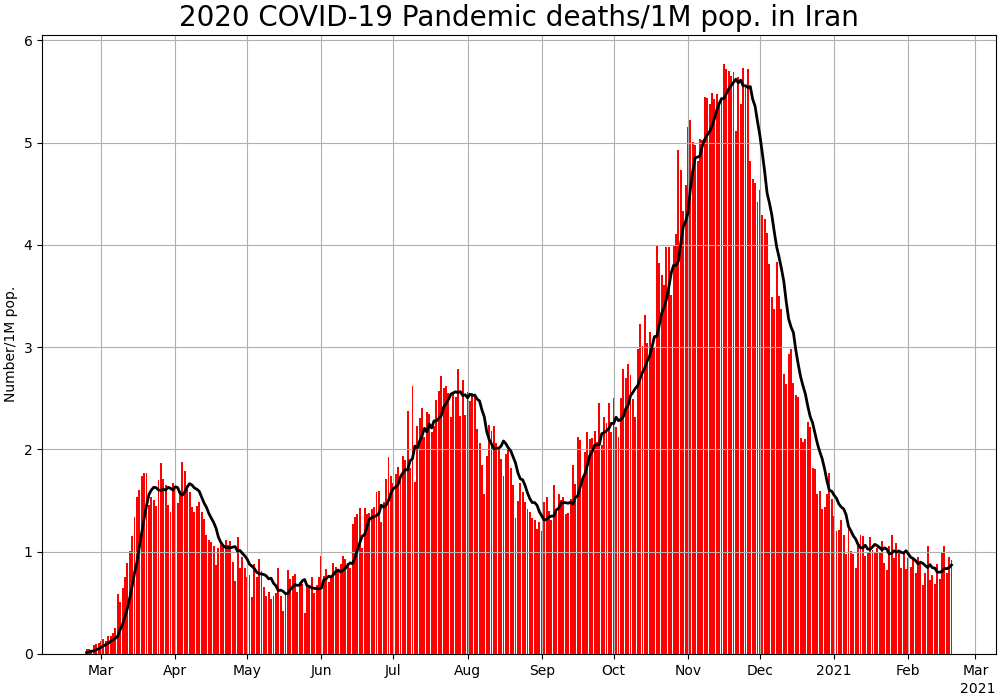 2020 COVID-19 Pandemic deaths/1M pop. in Iran
Number/1M pop.
6
5
4
3
2
1
0
Mar Apr May Jun Jul Aug Sep Oct Nov Dec 2021 Feb Mar
2021